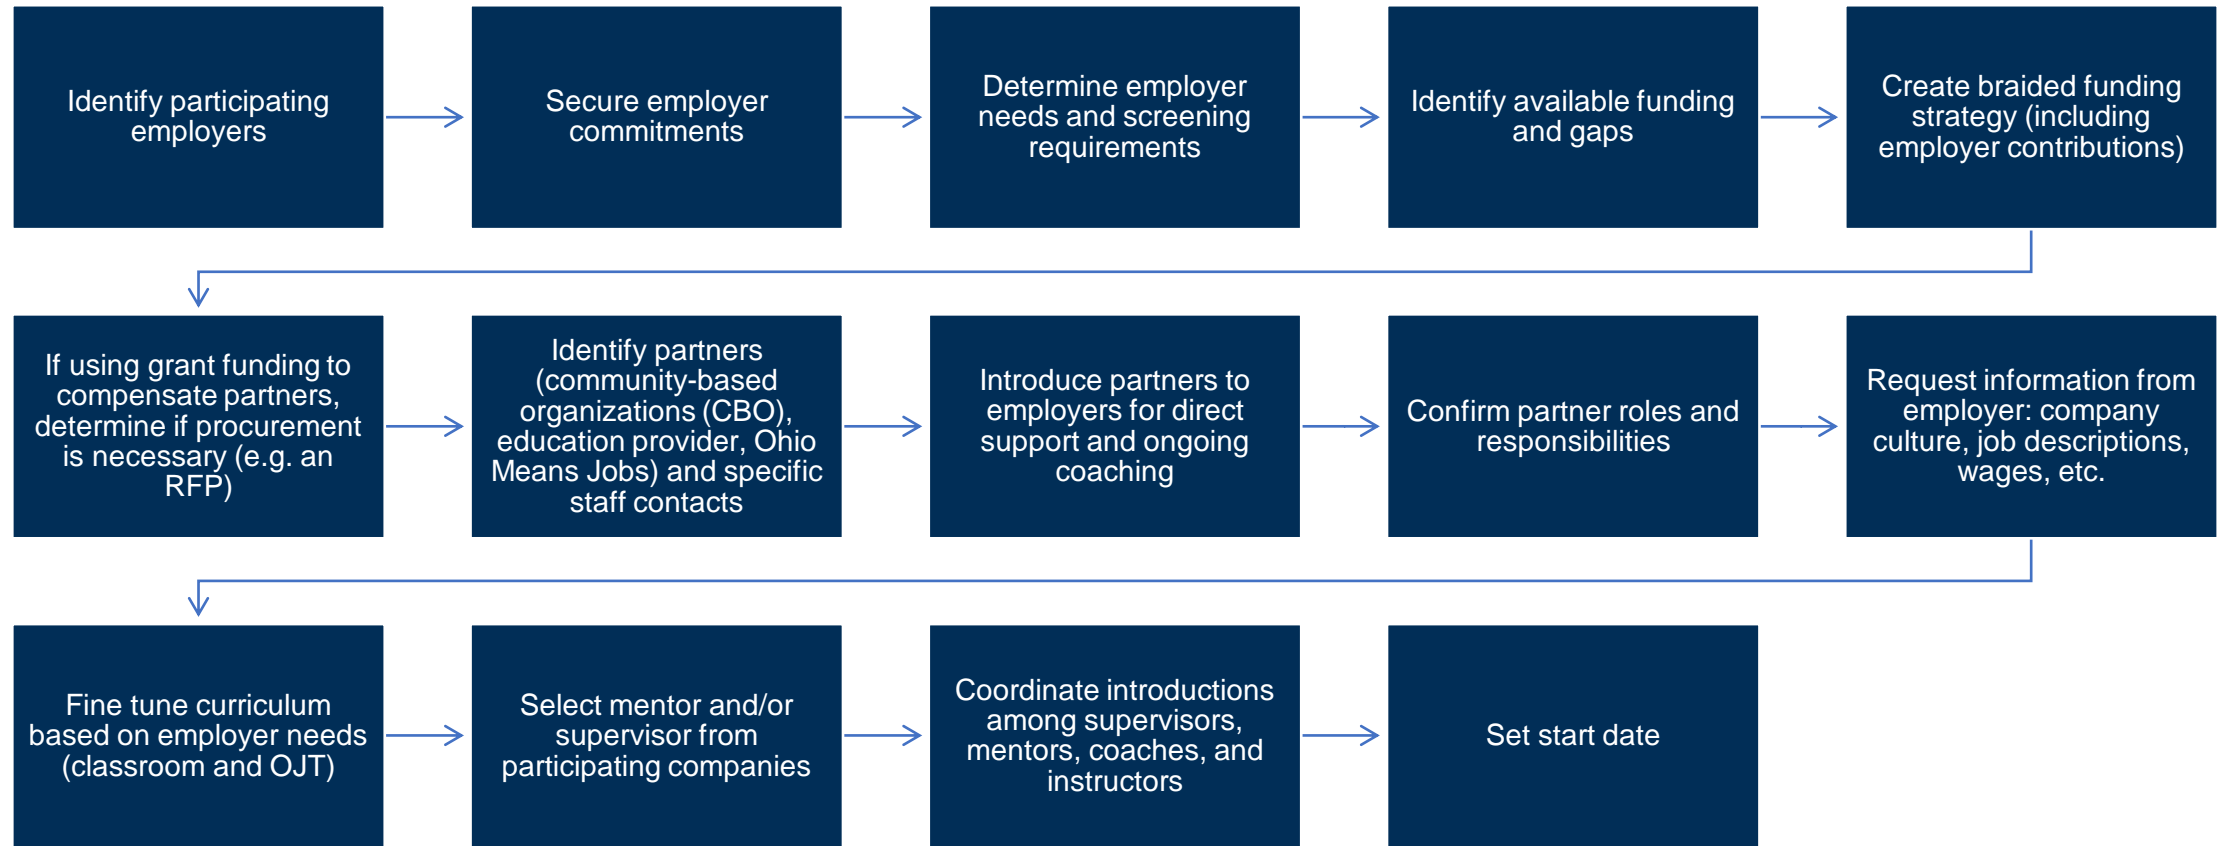 Identify participating
employers
Secure employer
commitments
Determine employer
needs and screening
requirements
Identify available funding
and gaps
Create braided funding
strategy (including
employer contributions)
If using grant funding to
compensate partners,
determine if procurement
is necessary (e.g. an
RFP)
Identify partners
(community-based
organizations (CBO),
education provider, Ohio
Means Jobs) and specific
staff contacts
Introduce partners to
employers for direct
support and ongoing
coaching
Confirm partner roles and
responsibilities
Request information from
employer: company
culture, job descriptions,
wages, etc.
Fine tune curriculum
based on employer needs
(classroom and OJT)
Select mentor and/or
supervisor from
participating companies
Coordinate introductions
among supervisors,
mentors, coaches, and
instructors
Set start date